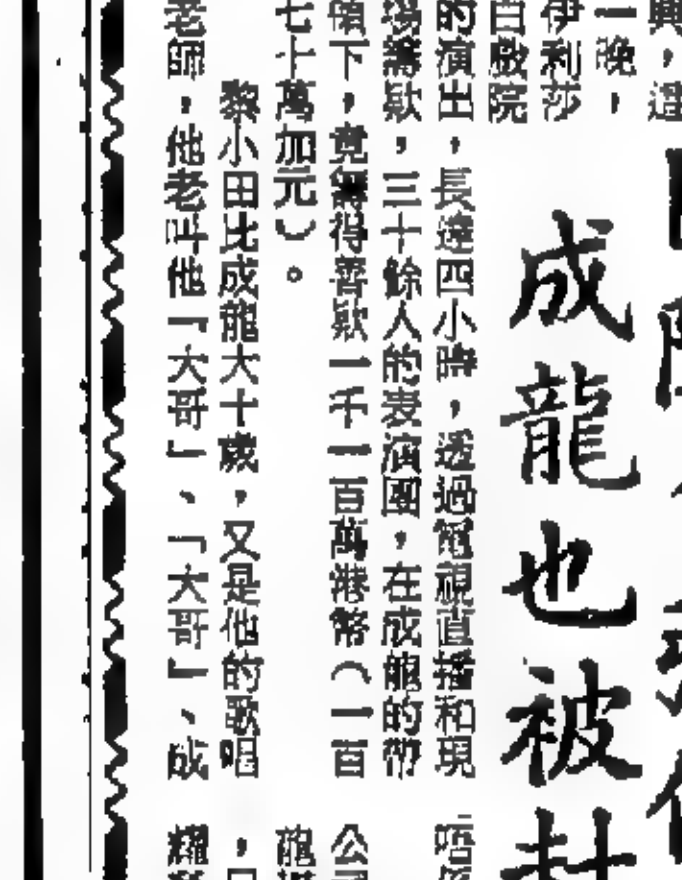 興，
一晚，
伊利莎
白戲院
的演出，長達四小時，透過電視直播和現
場籌款，三十餘人的表演團，在成龍的帶
領下，竟籌得善款一千一百萬港幣（一百
七十萬加元）。
黎小田比成龍大十歲，又是他的歌唱
老師，他老叫他「大哥」、「大哥」、成
成龍也被
唔
公
龍
，
耀